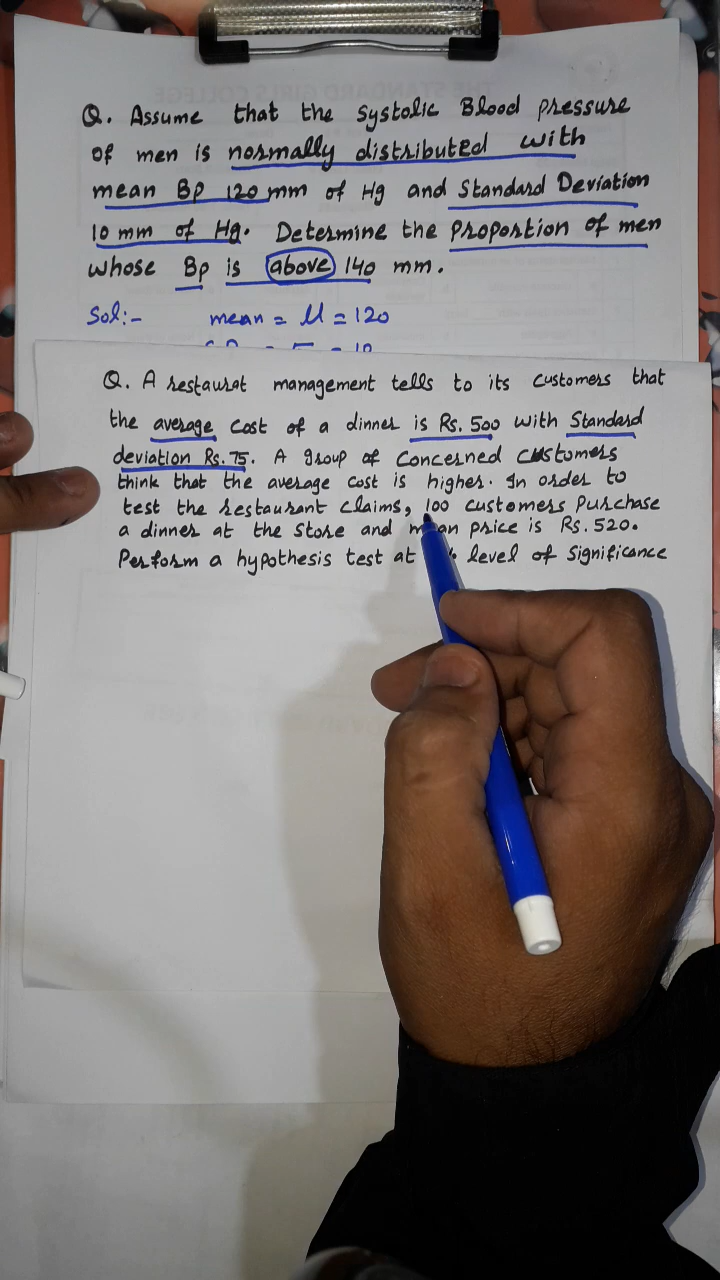 Q. Assume that the Systolic Blood pressure
of men is normally distributed with
mean Bp 120 mm of Hg and Standard Deviation
10 mm of Hg. Determine the proportion of men
whose Bp is above 140 mm.
Sol:- mean = μ = 120
Q. A restaurat management tells to its customers that
the average cost of a dinner is Rs. 500 with Standard
deviation Rs. 75. A group of concerned customers
think that the average cost is higher. In order to
test the restaurant claims, 100 customers purchase
a dinner at the store and mean price is Rs. 520.
Perform a hypothesis test at level of significance